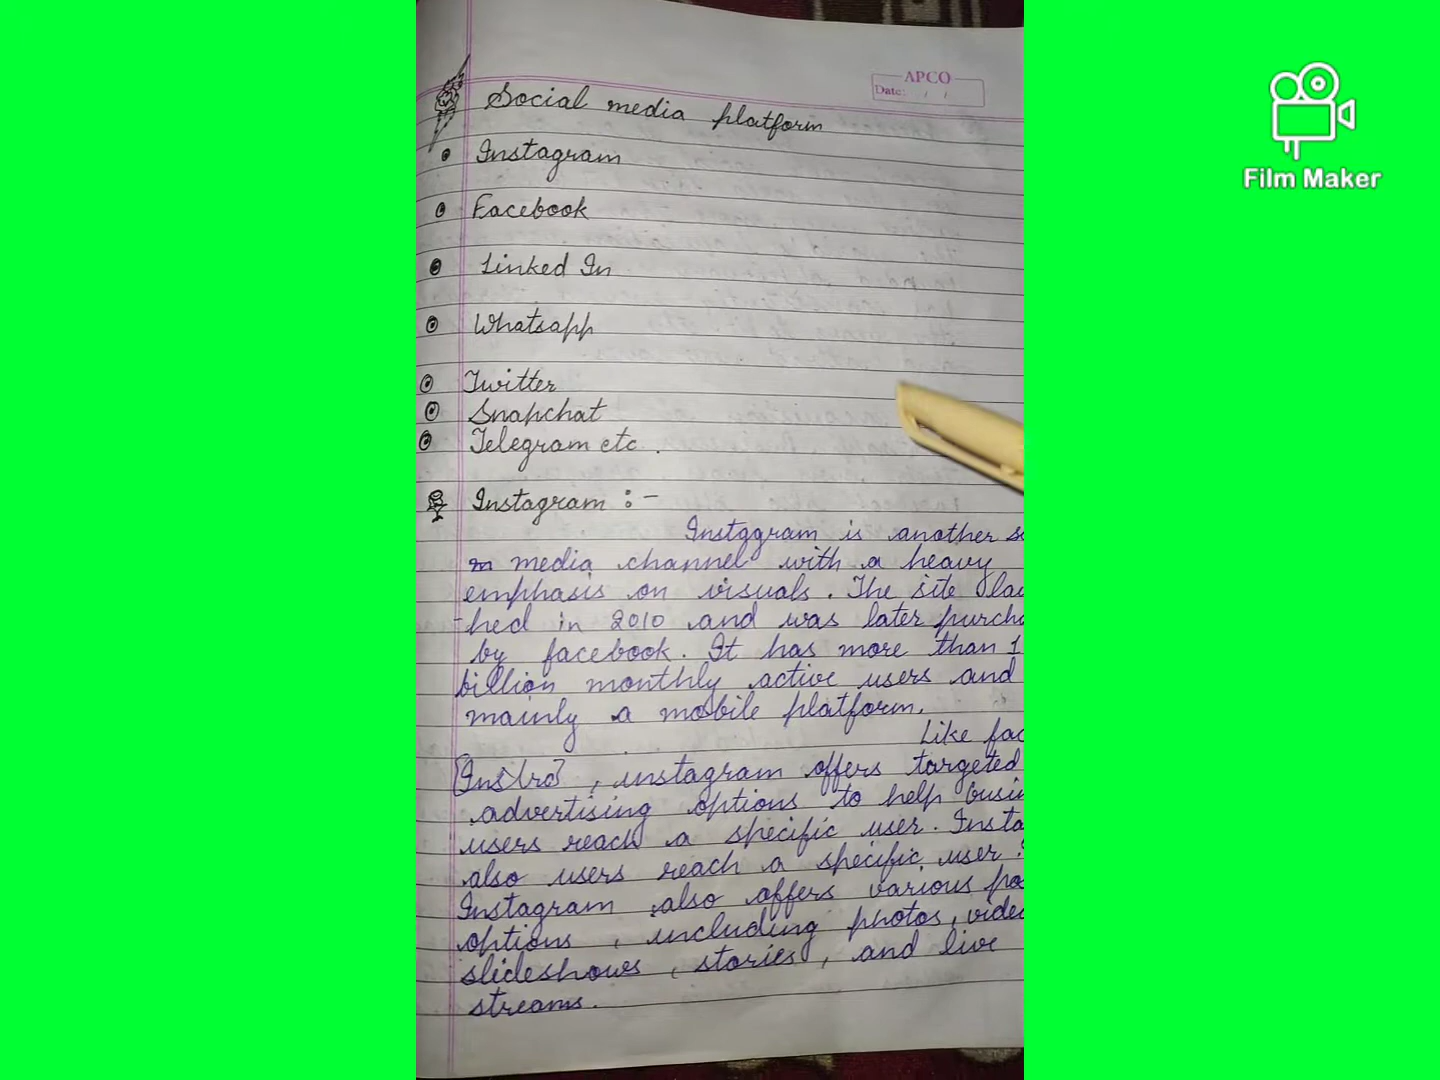 APCO
Date:
Social media platform
Instagram
Facebook
Linked In
Whatsapp
Twitter
Snapchat
Telegram etc.
Instagram :-
Instagram is another
media channel with a heavy
emphasis on visuals. The site
hed in 2010 and was later
by facebook. It has more than 1
billion monthly active users and
mainly a mobile platform.
Like
, instagram offers targeted
advertising options to help
users reach a specific user.
also users reach a specific user.
Instagram also offers various
options, including photos,
slideshows, stories, and live
streams.
Film Maker